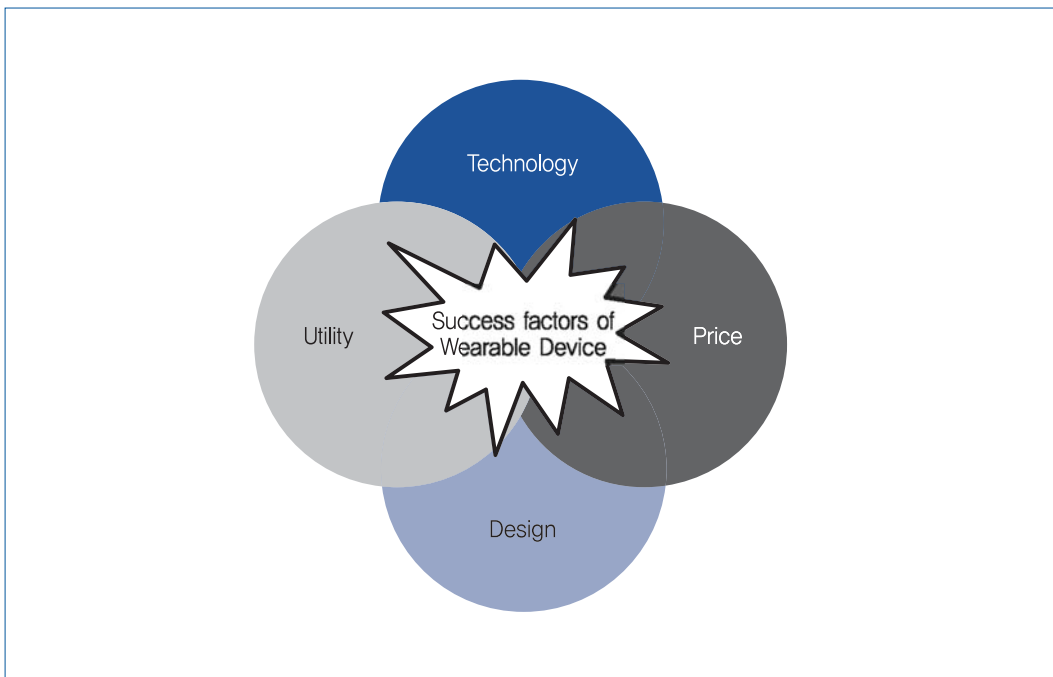 Technology
Utility
Success factors of
Wearable Device
Price
Design